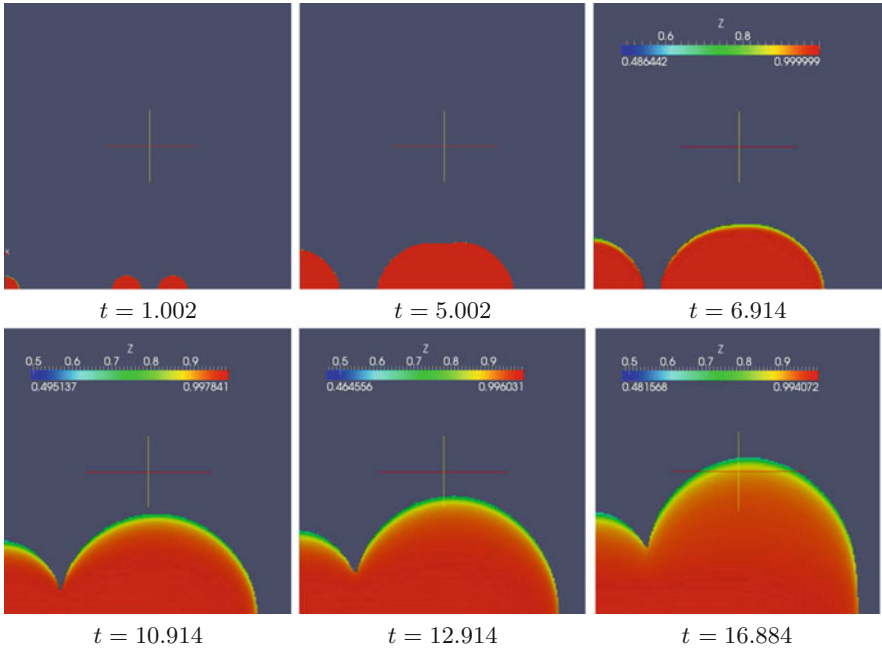 Z
0.6 0.8
0.486442 0.999999
t = 1.002
t = 5.002
t = 6.914
Z
0.5 0.6 0.7 0.8 0.9
0.495137 0.997841
Z
0.5 0.6 0.7 0.8 0.9
0.464556 0.996031
Z
0.5 0.6 0.7 0.8 0.9
0.481568 0.994072
t = 10.914
t = 12.914
t = 16.884